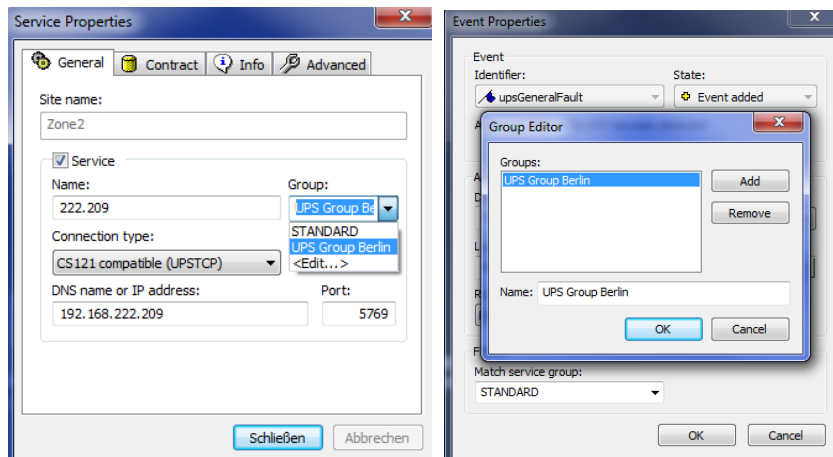 Service Properties
General
Contract
Info
Advanced
Site name:
Zone2
Service
Name:
Group:
222.209
UPS Group Be
STANDARD
UPS Group Berlin
<Edit...>
Connection type:
CS121 compatible (UPSTCP)
DNS name or IP address:
Port:
192.168.222.209
5769
Schließen
Abbrechen
Event Properties
Event
Identifier:
State:
upsGeneralFault
Event added
Group Editor
Groups:
UPS Group Berlin
Add
Remove
Name:
UPS Group Berlin
OK
Cancel
Match service group:
STANDARD
OK
Cancel